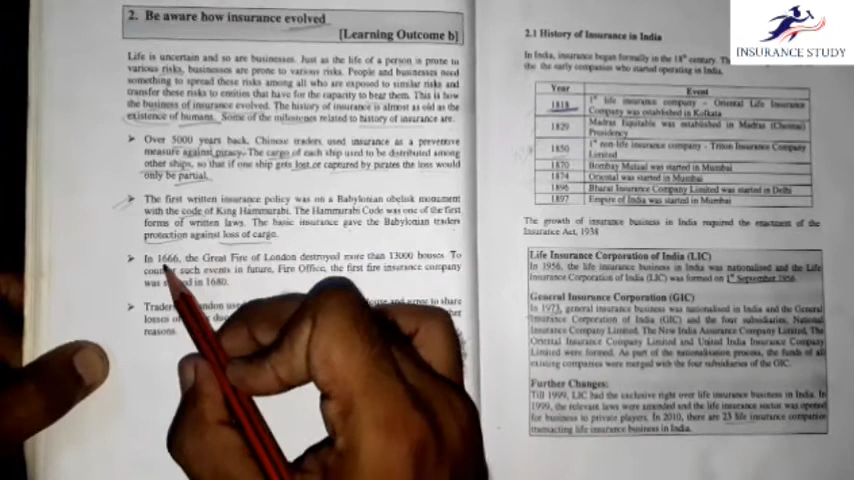 2. Be aware how insurance evolved
[Learning Outcome b]
Life is uncertain and so are businesses. Just as the life of a person is prone to
various risks, businesses are prone to various risks. People and businesses need
something to spread these risks among all who are exposed to similar risks and
transfer these risks to entities that have for the capacity to bear them. This is how
the business of insurance evolved. The history of insurance is almost as old as the
existence of humans. Some of the milestones related to history of insurance are.
Over 5000 years back, Chinese traders used insurance as a preventive
measure against piracy. The cargo of each ship used to be distributed among
other ships, so that if one ship gets lost or captured by pirates the loss would
only be partial.
The first written insurance policy was on a Babylonian obelisk monument
with the code of King Hammurabi. The Hammurabi Code was one of the first
forms of written laws. The basic insurance gave the Babylonian traders
protection against loss of cargo.
In 1666, the Great Fire of London destroyed more than 13000 houses. To
counter such events in future, Fire Office, the first fire insurance company
was in 1680.
London and agree to share
losses
reasons.
2.1 History of Insurance in India
In India, insurance began formally in the 18th century.
the early companies who started operating in India.
Year Event
1818 1st life insurance company - Oriental Life Insurance
Company was established in Kolkata
1829 Madras Equitable was established in Madras (Chennai)
Presidency
1850 1st non-life insurance company - Triton Insurance Company
Limited
1870 Bombay Mutual was started in Mumbai
1874 Oriental was started in Mumbai
1896 Bharat Insurance Company Limited was started in Delhi
1897 Empire of India was started in Mumbai
The growth of insurance business in India required the enactment of the
Insurance Act, 1938
Life Insurance Corporation of India (LIC)
In 1956, the life insurance business in India was nationalised and the Life
Insurance Corporation of India (LIC) was formed on 1st September 1956
General Insurance Corporation (GIC)
In 1973, general insurance business was nationalised in India and the General
Insurance Corporation of India (GIC) and the four subsidiaries, National
Insurance Company Limited, The New India Assurance Company Limited, The
Oriental Insurance Company Limited and United India Insurance Company
Limited were formed. As part of the nationalisation process, the funds of all
existing companies were merged with the four subsidiaries of the GIC.
Further Changes:
Till 1999, LIC had the exclusive right over life insurance business in India. In
1999, the relevant laws were amended and the life insurance sector was opened
for business to private players. In 2010, there are 23 life insurance companies
transacting life insurance business in India.
INSURANCE STUDY